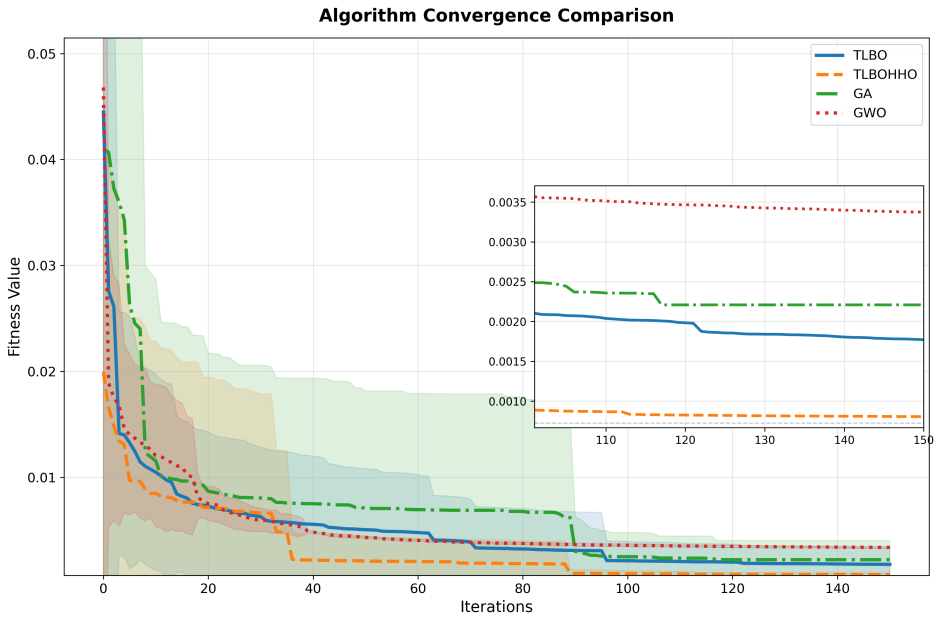 Algorithm Convergence Comparison
0.05
0.04
0.03
0.02
0.01
Fitness Value
TLBO
TLBOHHO
GA
GWO
0.0035
0.0030
0.0025
0.0020
0.0015
0.0010
110 120 130 140 150
0 20 40 60 80 100 120 140
Iterations